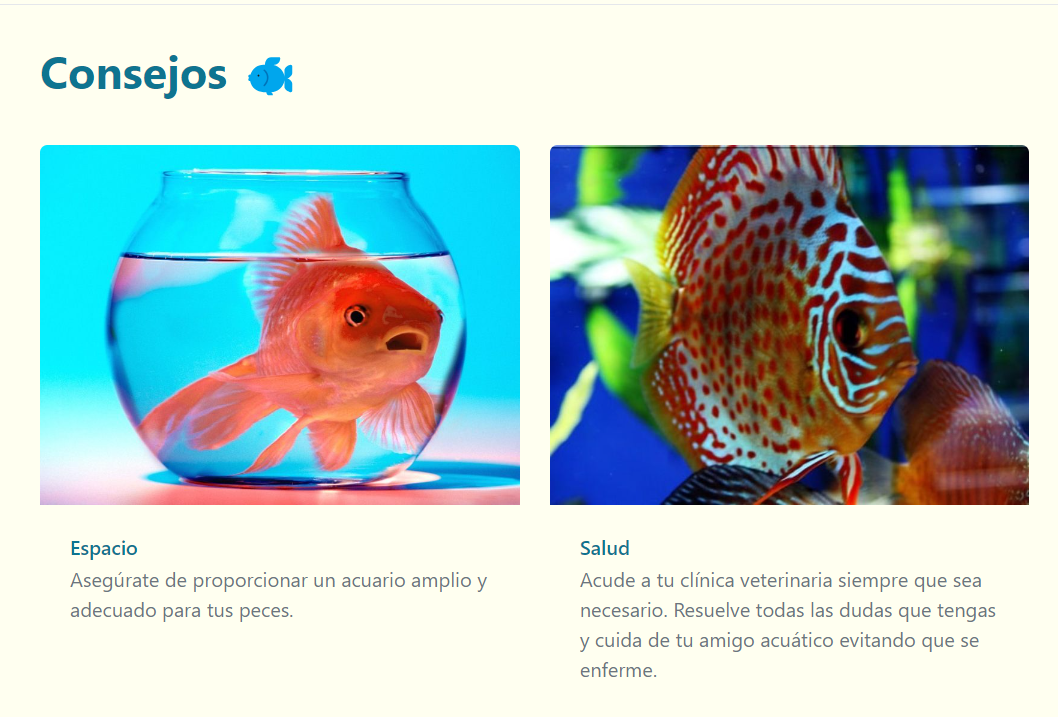 Consejos
Espacio
Asegúrate de proporcionar un acuario amplio y
adecuado para tus peces.
Salud
Acude a tu clínica veterinaria siempre que sea
necesario. Resuelve todas las dudas que tengas
y cuida de tu amigo acuático evitando que se
enferme.